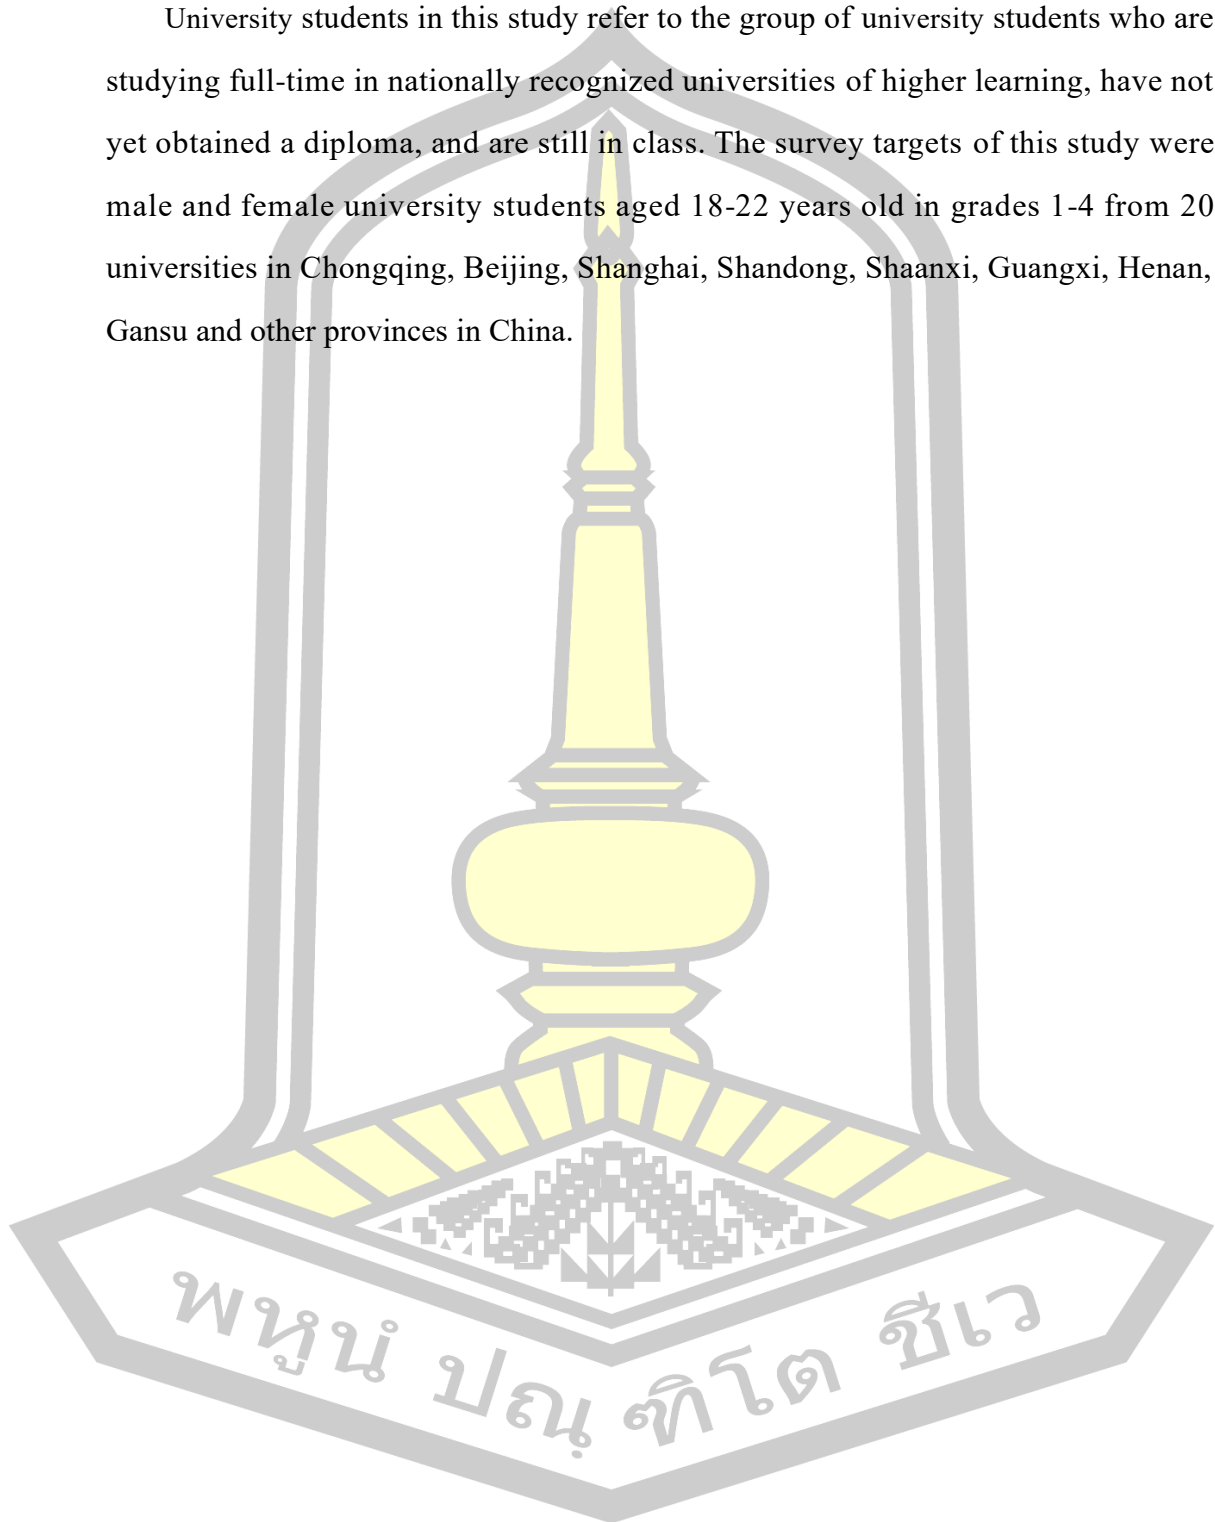 University students in this study refer to the group of university students who are
studying full-time in nationally recognized universities of higher learning, have not
yet obtained a diploma, and are still in class. The survey targets of this study were
male and female university students aged 18-22 years old in grades 1-4 from 20
universities in Chongqing, Beijing, Shanghai, Shandong, Shaanxi, Guangxi, Henan,
Gansu and other provinces in China.
พหูนํ ปณฺ ฑิโต ชีเว